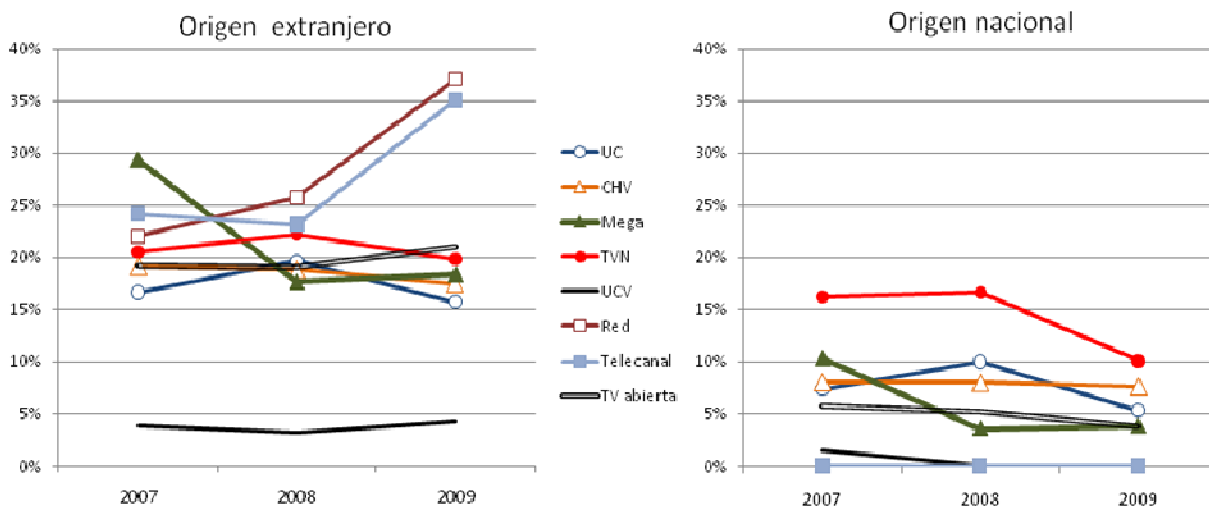 Origen extranjero
40%
35%
30%
25%
20%
15%
10%
5%
0%
2007
2008
2009
UC
CHV
Mega
TVN
UCV
Red
Telecanal
TV abierta
Origen nacional
40%
35%
30%
25%
20%
15%
10%
5%
0%
2007
2008
2009